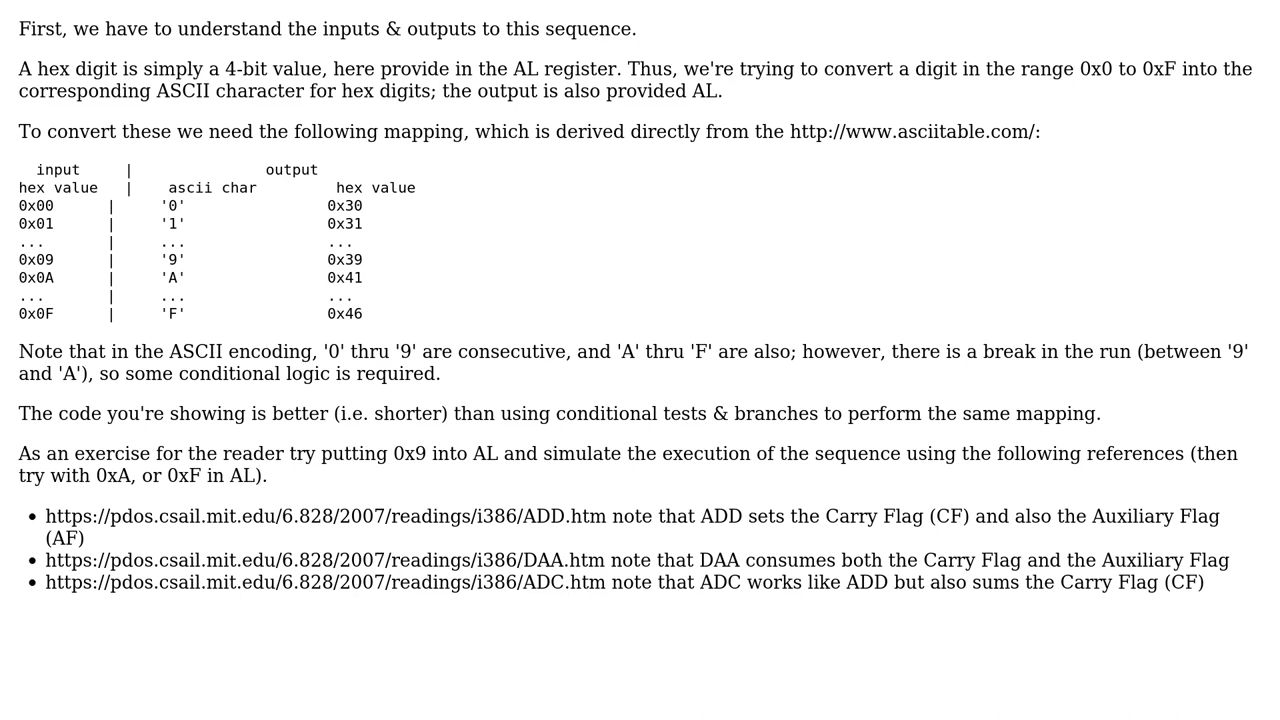 First, we have to understand the inputs & outputs to this sequence.
A hex digit is simply a 4-bit value, here provide in the AL register. Thus, we're trying to convert a digit in the range 0x0 to 0xF into the
corresponding ASCII character for hex digits; the output is also provided AL.
To convert these we need the following mapping, which is derived directly from the http://www.asciitable.com/:
input | output
hex value | ascii char hex value
0x00 | '0' 0x30
0x01 | '1' 0x31
... | ... ...
0x09 | '9' 0x39
0x0A | 'A' 0x41
... | ... ...
0x0F | 'F' 0x46
Note that in the ASCII encoding, '0' thru '9' are consecutive, and 'A' thru 'F' are also; however, there is a break in the run (between '9'
and 'A'), so some conditional logic is required.
The code you're showing is better (i.e. shorter) than using conditional tests & branches to perform the same mapping.
As an exercise for the reader try putting 0x9 into AL and simulate the execution of the sequence using the following references (then
try with 0xA, or 0xF in AL).
• https://pdos.csail.mit.edu/6.828/2007/readings/i386/ADD.htm note that ADD sets the Carry Flag (CF) and also the Auxiliary Flag
(AF)
• https://pdos.csail.mit.edu/6.828/2007/readings/i386/DAA.htm note that DAA consumes both the Carry Flag and the Auxiliary Flag
• https://pdos.csail.mit.edu/6.828/2007/readings/i386/ADC.htm note that ADC works like ADD but also sums the Carry Flag (CF)